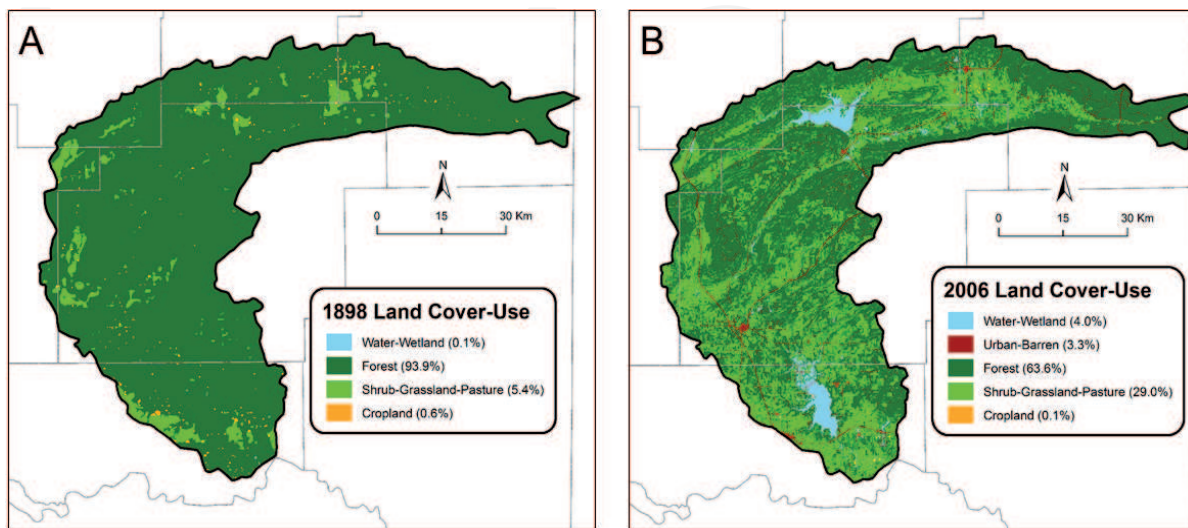 A
N
0 15 30 Km
1898 Land Cover-Use
Water-Wetland (0.1%)
Forest (93.9%)
Shrub-Grassland-Pasture (5.4%)
Cropland (0.6%)
B
N
0 15 30 Km
2006 Land Cover-Use
Water-Wetland (4.0%)
Urban-Barren (3.3%)
Forest (63.6%)
Shrub-Grassland-Pasture (29.0%)
Cropland (0.1%)